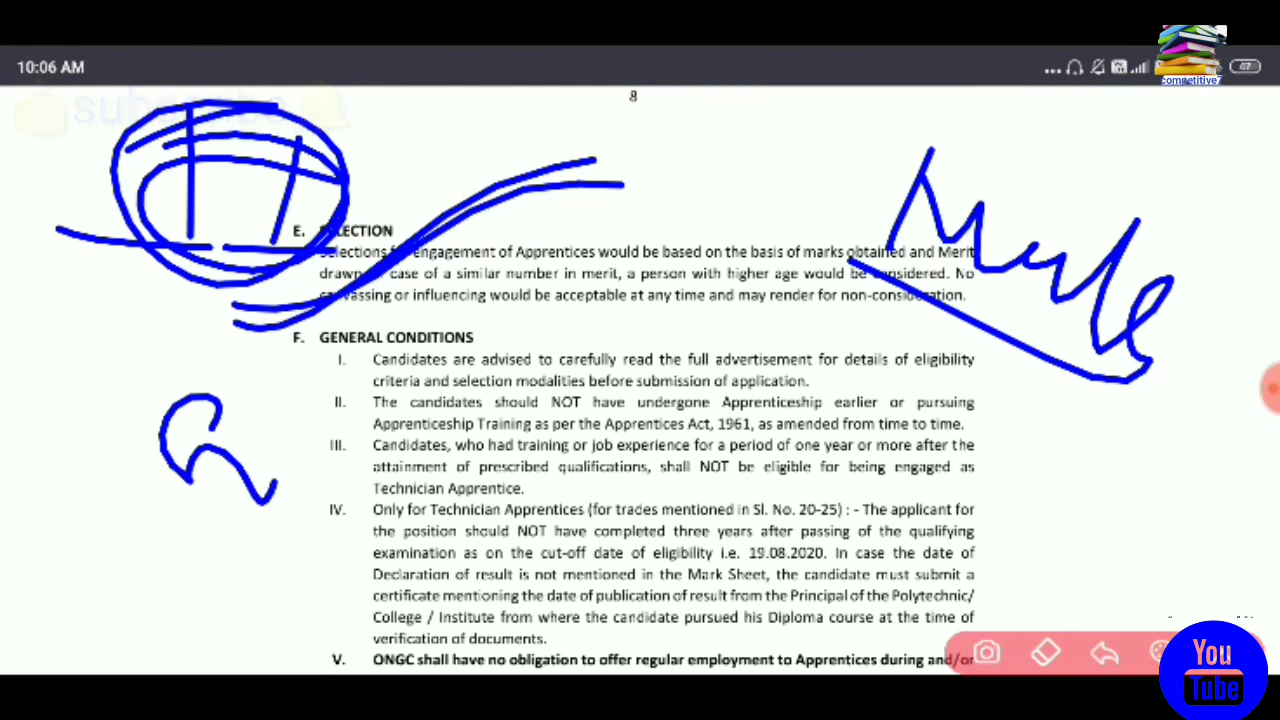 competitive7
10:06 AM
47
subscribe
8
E. SELECTION
Selections for engagement of Apprentices would be based on the basis of marks obtained and Merit
drawn case of a similar number in merit, a person with higher age would be considered. No
canvassing or influencing would be acceptable at any time and may render for non-consideration.
F. GENERAL CONDITIONS
I. Candidates are advised to carefully read the full advertisement for details of eligibility
criteria and selection modalities before submission of application.
II. The candidates should NOT have undergone Apprenticeship earlier or pursuing
Apprenticeship Training as per the Apprentices Act, 1961, as amended from time to time.
III. Candidates, who had training or job experience for a period of one year or more after the
attainment of prescribed qualifications, shall NOT be eligible for being engaged as
Technician Apprentice.
IV. Only for Technician Apprentices (for trades mentioned in Sl. No. 20-25) : - The applicant for
the position should NOT have completed three years after passing of the qualifying
examination as on the cut-off date of eligibility i.e. 19.08.2020. In case the date of
Declaration of result is not mentioned in the Mark Sheet, the candidate must submit a
certificate mentioning the date of publication of result from the Principal of the Polytechnic/
College / Institute from where the candidate pursued his Diploma course at the time of
verification of documents.
V. ONGC shall have no obligation to offer regular employment to Apprentices during and/or
You
Tube